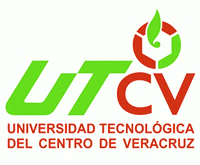 UTCV
UNIVERSIDAD TECNOLÓGICA
DEL CENTRO DE VERACRUZ